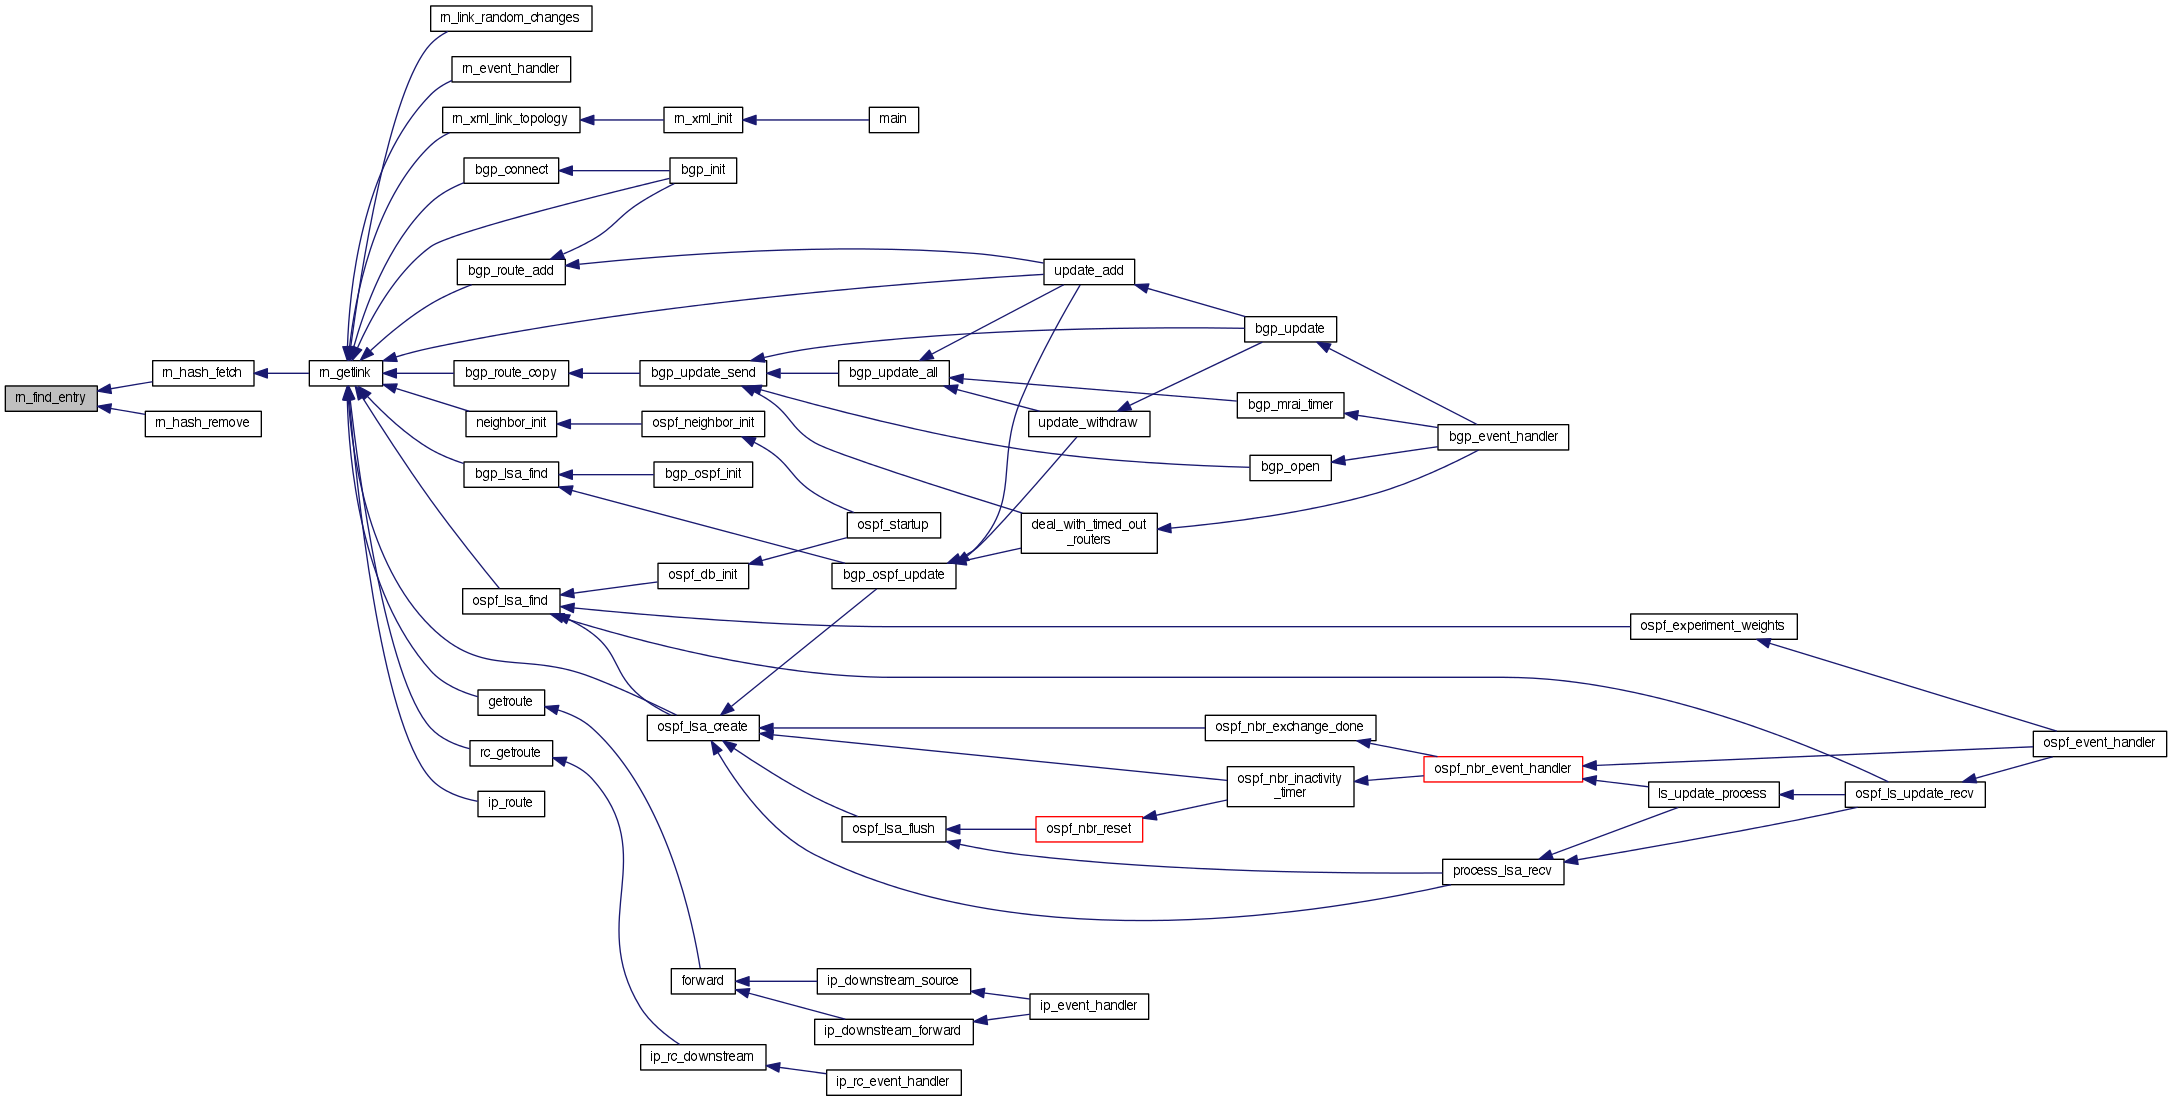 rn_link_random_changes
rn_event_handler
rn_xml_link_topology
rn_xml_init
main
bgp_connect
bgp_init
bgp_route_add
update_add
bgp_update
rn_find_entry
rn_hash_fetch
rn_hash_remove
rn_getlink
bgp_route_copy
bgp_update_send
bgp_update_all
bgp_mrai_timer
neighbor_init
ospf_neighbor_init
update_withdraw
bgp_event_handler
bgp_lsa_find
bgp_ospf_init
bgp_open
ospf_startup
deal_with_timed_out
_routers
ospf_db_init
bgp_ospf_update
ospf_lsa_find
ospf_experiment_weights
getroute
ospf_lsa_create
ospf_nbr_exchange_done
ospf_event_handler
rc_getroute
ospf_nbr_inactivity
_timer
ospf_nbr_event_handler
ls_update_process
ospf_ls_update_recv
ip_route
ospf_lsa_flush
ospf_nbr_reset
process_lsa_recv
forward
ip_downstream_source
ip_event_handler
ip_downstream_forward
ip_rc_downstream
ip_rc_event_handler